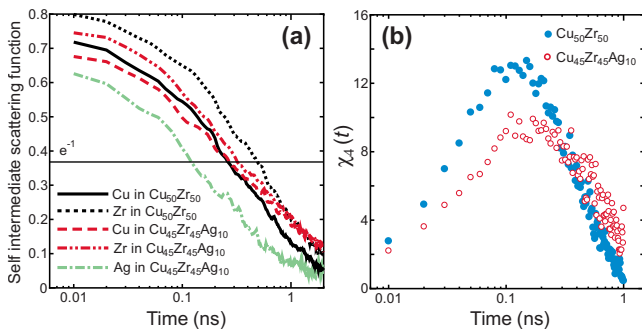 (a)
Self intermediate scattering function
0.8
0.7
0.6
0.5
0.4
0.3
0.2
0.1
0.0
e⁻¹
Cu in Cu₅₀Zr₅₀
Zr in Cu₅₀Zr₅₀
Cu in Cu₄₅Zr₄₅Ag₁₀
Zr in Cu₄₅Zr₄₅Ag₁₀
Ag in Cu₄₅Zr₄₅Ag₁₀
0.01 0.1 1
Time (ns)
(b)
Cu₅₀Zr₅₀
Cu₄₅Zr₄₅Ag₁₀
χ₄(t)
16
12
8
4
0
0.01 0.1 1
Time (ns)